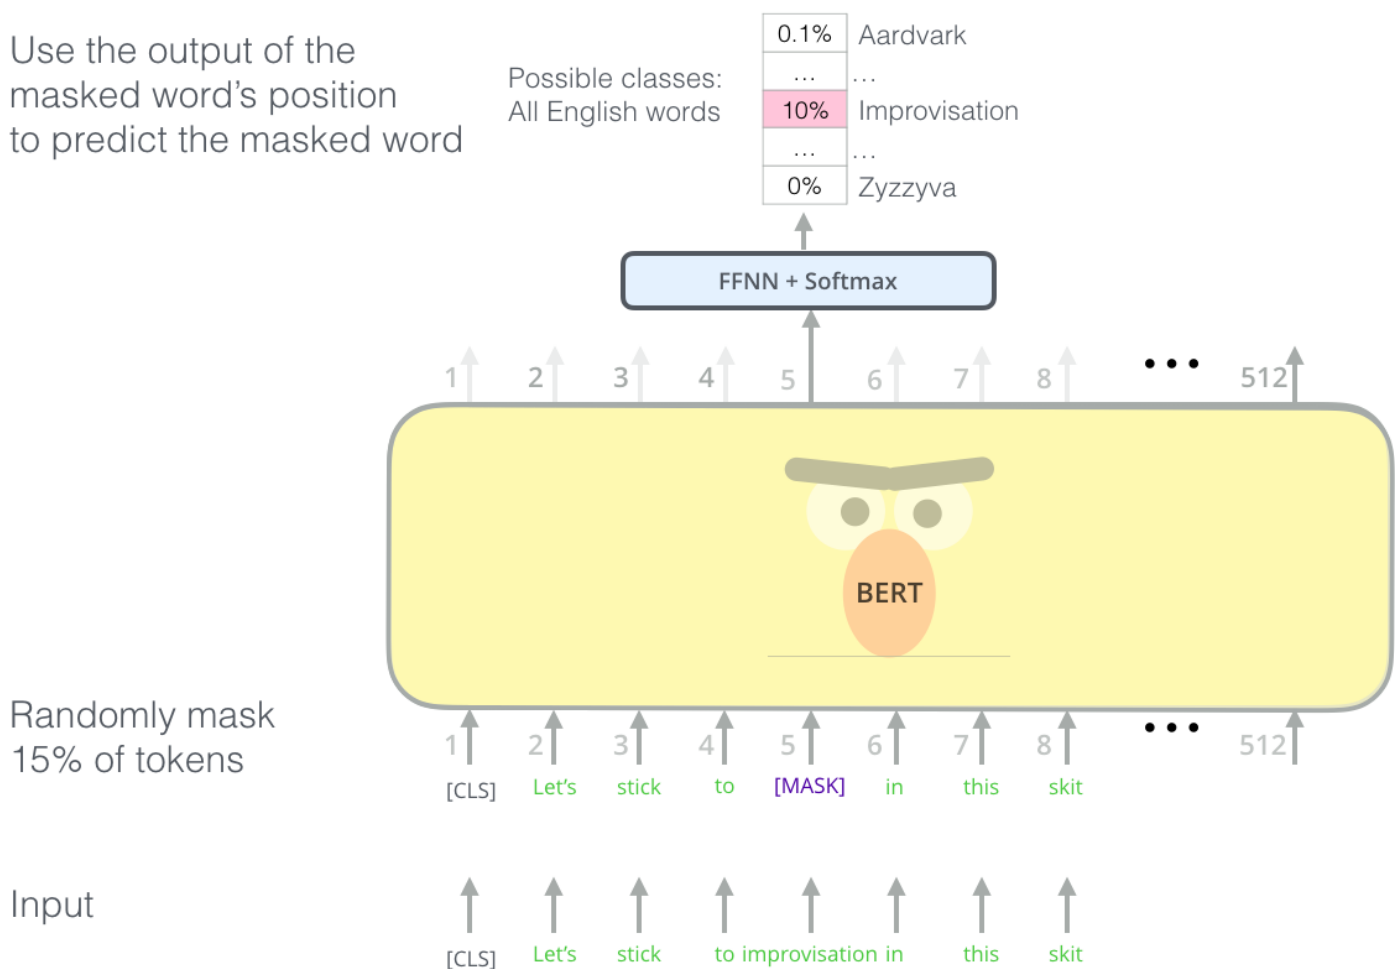 Use the output of the
masked word's position
to predict the masked word
Possible classes:
All English words
0.1% Aardvark
... ...
10% Improvisation
... ...
0% Zyzzyva
FFNN + Softmax
1 2 3 4 5 6 7 8 ••• 512
BERT
Randomly mask
15% of tokens
1 2 3 4 5 6 7 8 ••• 512
[CLS] Let's stick to [MASK] in this skit
Input
[CLS] Let's stick to improvisation in this skit